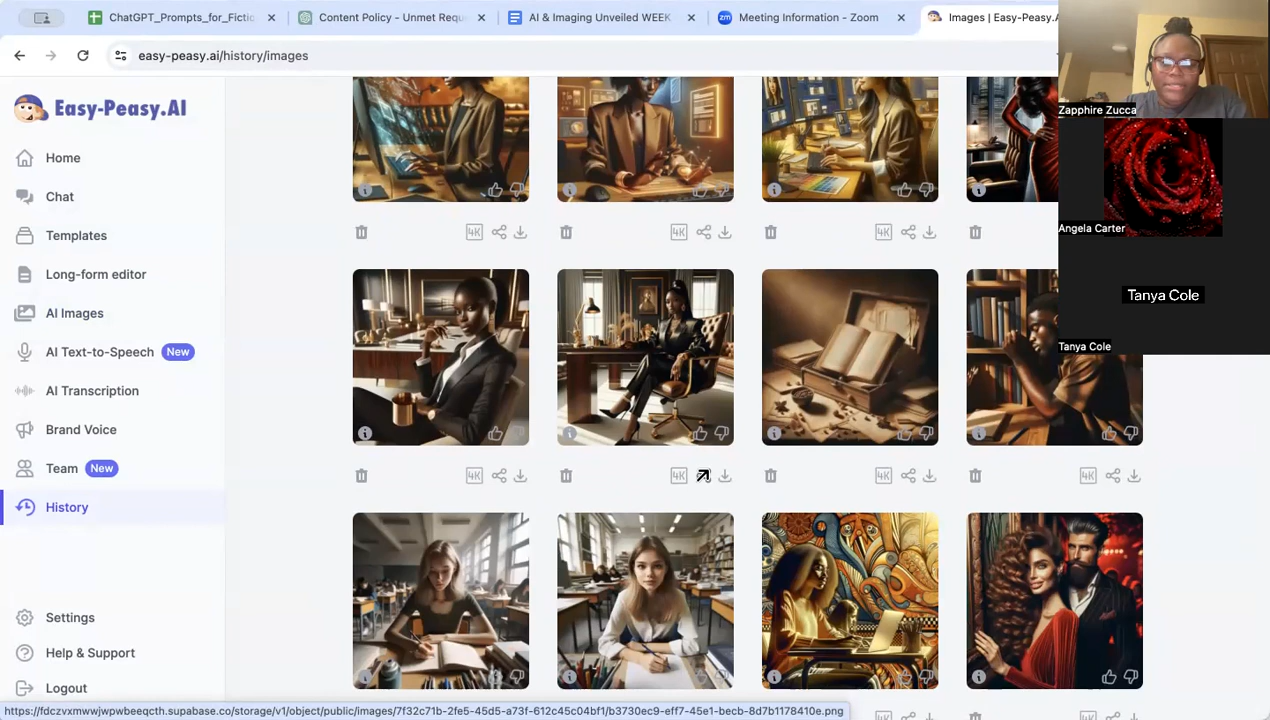 ChatGPT_Prompts_for_Fictic
Content Policy - Unmet Requ
AI & Imaging Unveiled WEEK
Meeting Information - Zoom
Images | Easy-Peasy.A
easy-peasy.ai/history/images
Easy-Peasy.AI
Home
Chat
Templates
Long-form editor
AI Images
AI Text-to-Speech New
AI Transcription
Brand Voice
Team New
History
Settings
Help & Support
Logout
4K 4K 4K
4K 4K 4K 4K
Zapphire Zucca
Angela Carter
Tanya Cole
Tanya Cole
https://fdczvxmwwjwpwbeeqcth.supabase.co/storage/v1/object/public/images/7f32c71b-2fe5-45d5-a73f-612c45c04bf1/b3730ec9-eff7-45e1-becb-8d7b1178410e.png